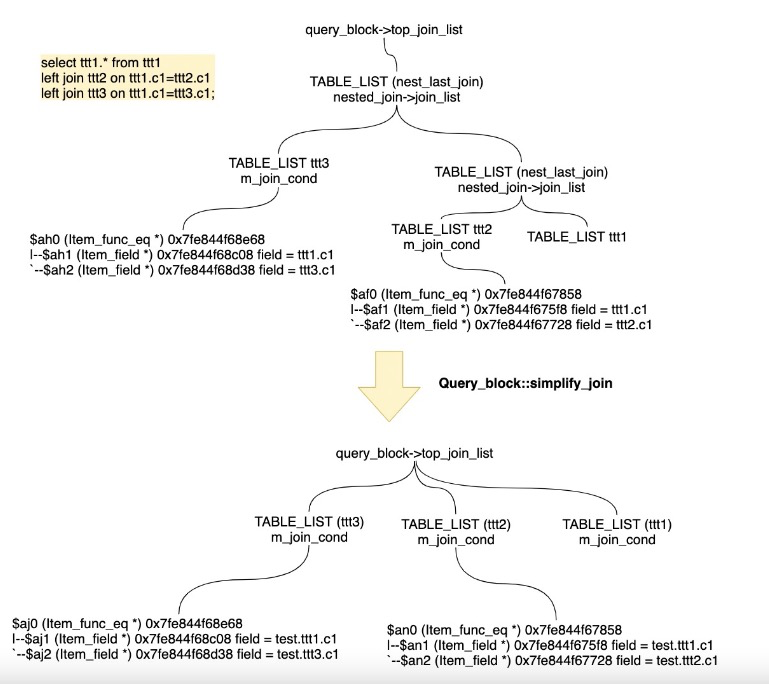 query_block->top_join_list
select ttt1.* from ttt1
left join ttt2 on ttt1.c1=ttt2.c1
left join ttt3 on ttt1.c1=ttt3.c1;
TABLE_LIST (nest_last_join)
nested_join->join_list
TABLE_LIST ttt3
m_join_cond
TABLE_LIST (nest_last_join)
nested_join->join_list
$ah0 (Item_func_eq *) 0x7fe844f68e68
|--$ah1 (Item_field *) 0x7fe844f68c08 field = ttt1.c1
`--$ah2 (Item_field *) 0x7fe844f68d38 field = ttt3.c1
TABLE_LIST ttt2
m_join_cond
TABLE_LIST ttt1
$af0 (Item_func_eq *) 0x7fe844f67858
|--$af1 (Item_field *) 0x7fe844f675f8 field = ttt1.c1
`--$af2 (Item_field *) 0x7fe844f67728 field = ttt2.c1
Query_block::simplify_join
query_block->top_join_list
TABLE_LIST (ttt3)
m_join_cond
TABLE_LIST (ttt2)
m_join_cond
TABLE_LIST (ttt1)
m_join_cond
$aj0 (Item_func_eq *) 0x7fe844f68e68
|--$aj1 (Item_field *) 0x7fe844f68c08 field = test.ttt1.c1
`--$aj2 (Item_field *) 0x7fe844f68d38 field = test.ttt3.c1
$an0 (Item_func_eq *) 0x7fe844f67858
|--$an1 (Item_field *) 0x7fe844f675f8 field = test.ttt1.c1
`--$an2 (Item_field *) 0x7fe844f67728 field = test.ttt2.c1